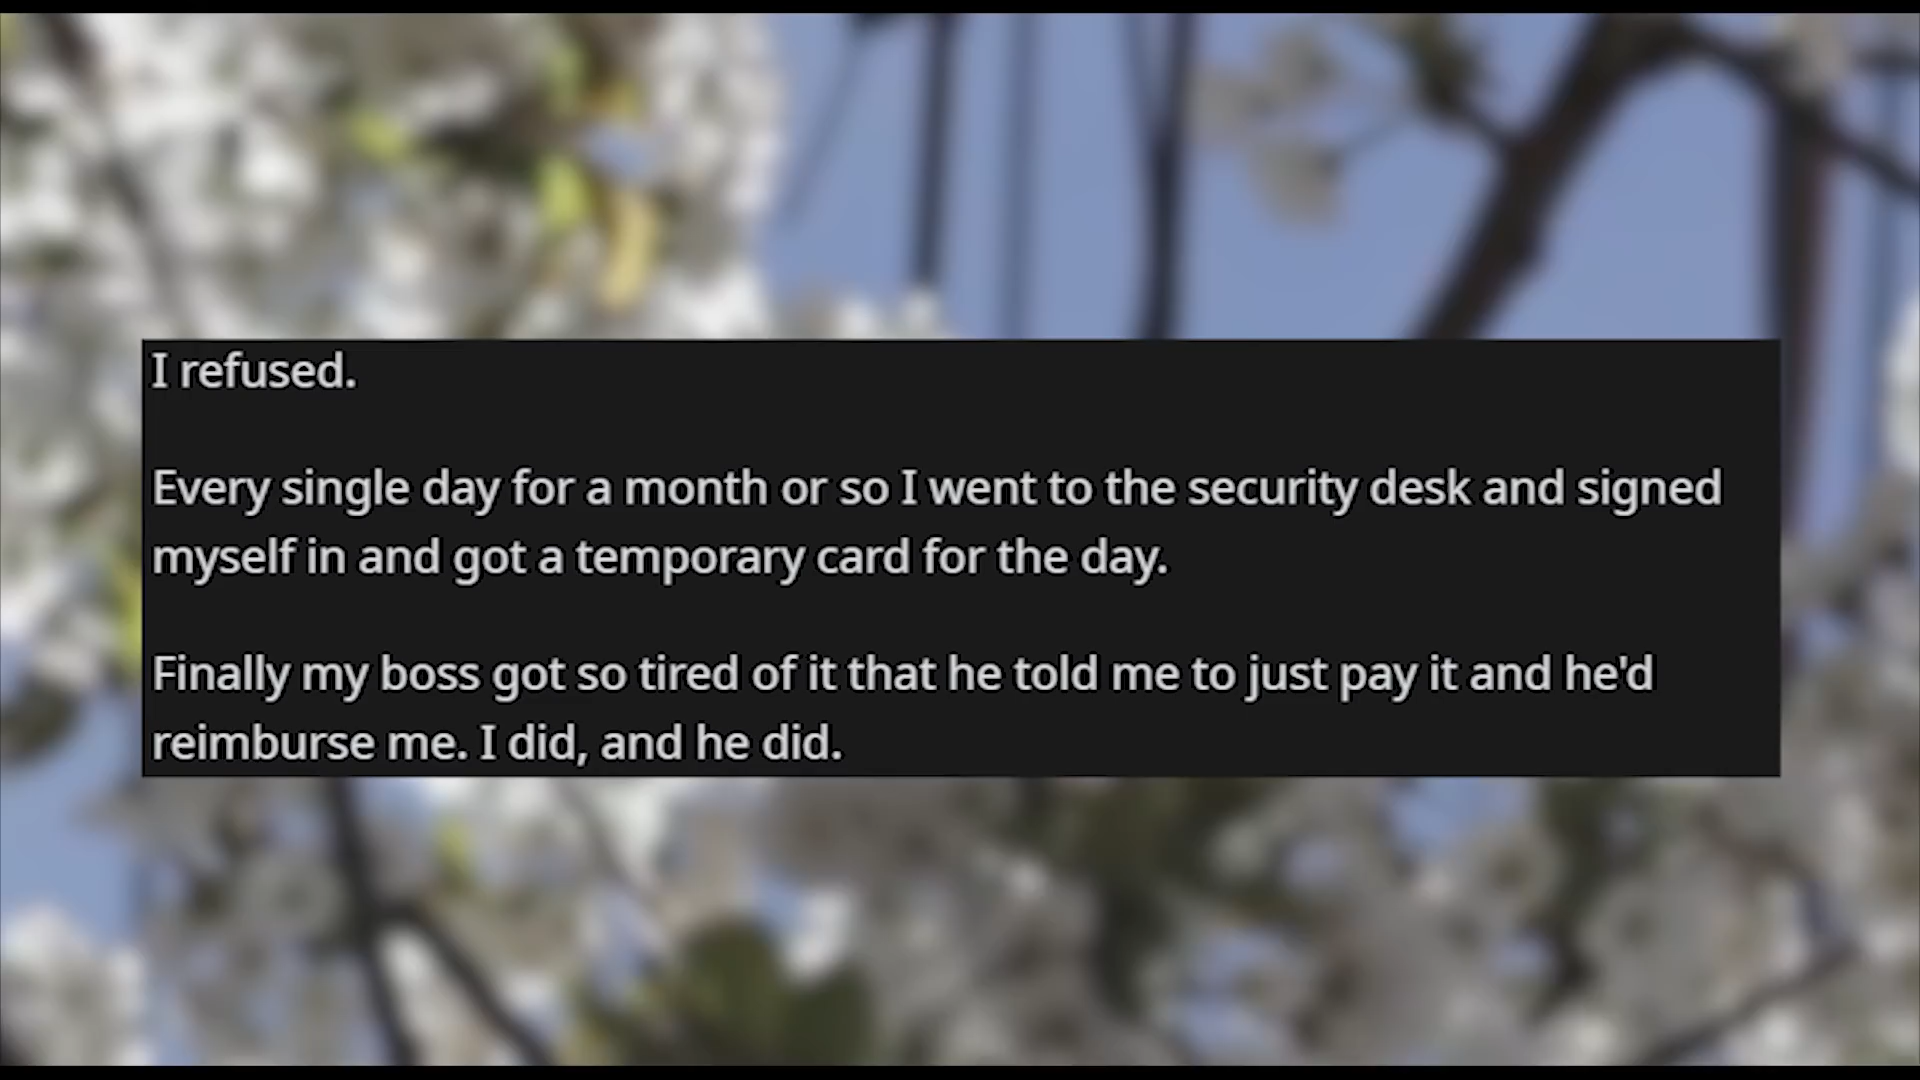 I refused.
Every single day for a month or so I went to the security desk and signed
myself in and got a temporary card for the day.
Finally my boss got so tired of it that he told me to just pay it and he'd
reimburse me. I did, and he did.